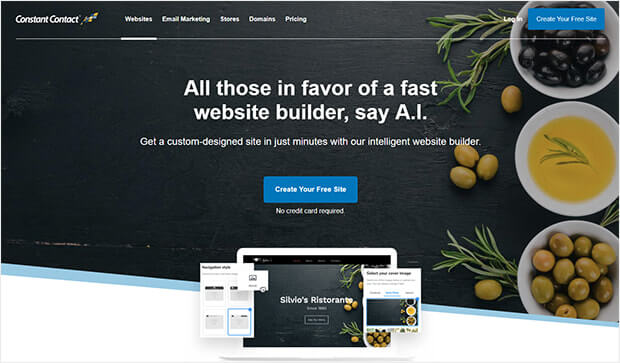 Constant Contact
Websites Email Marketing Stores Domains Pricing
Log In Create Your Free Site
All those in favor of a fast
website builder, say A.I.
Get a custom-designed site in just minutes with our intelligent website builder.
Create Your Free Site
No credit card required
Navigation style
Select your cover image
Silvio's Ristorante
Since 1980